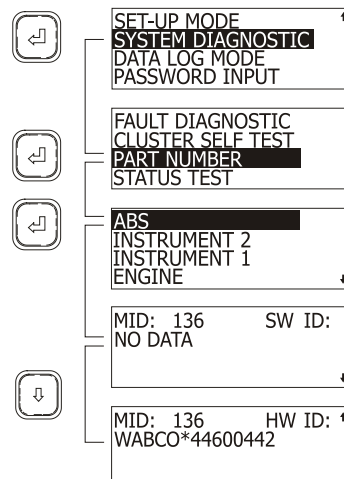 SET-UP MODE
SYSTEM DIAGNOSTIC
DATA LOG MODE
PASSWORD INPUT
FAULT DIAGNOSTIC
CLUSTER SELF TEST
PART NUMBER
STATUS TEST
ABS
INSTRUMENT 2
INSTRUMENT 1
ENGINE
MID: 136 SW ID:
NO DATA
MID: 136 HW ID:
WABCO*44600442